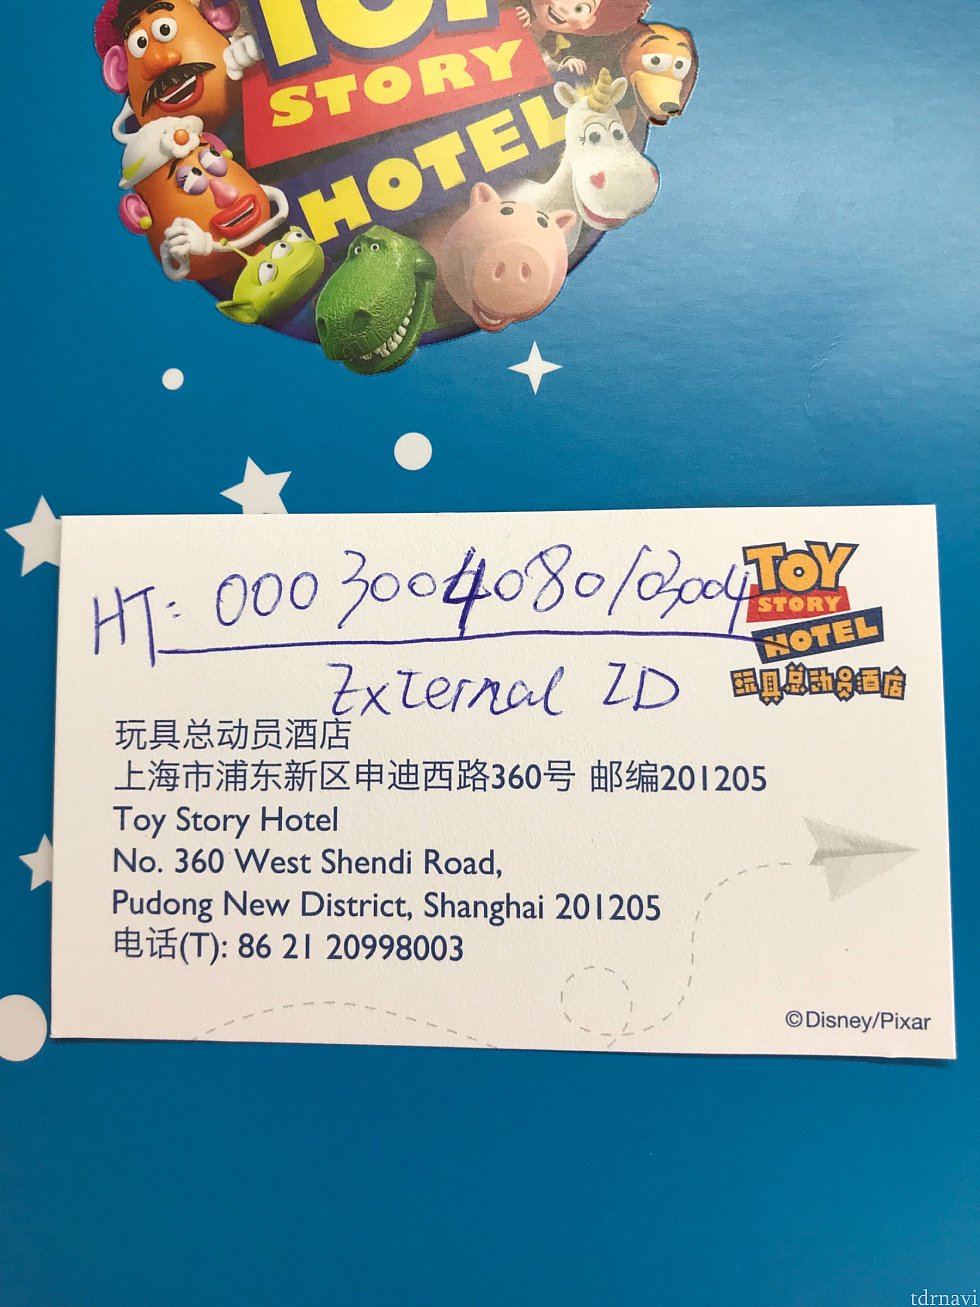 TOY
STORY
HOTEL
HT: 0003004080/03004
External ID
TOY
STORY
HOTEL
玩具总动员酒店
玩具总动员酒店
上海市浦东新区申迪西路360号 邮编201205
Toy Story Hotel
No. 360 West Shendi Road,
Pudong New District, Shanghai 201205
电话(T): 86 21 20998003
©Disney/Pixar
tdrnavi